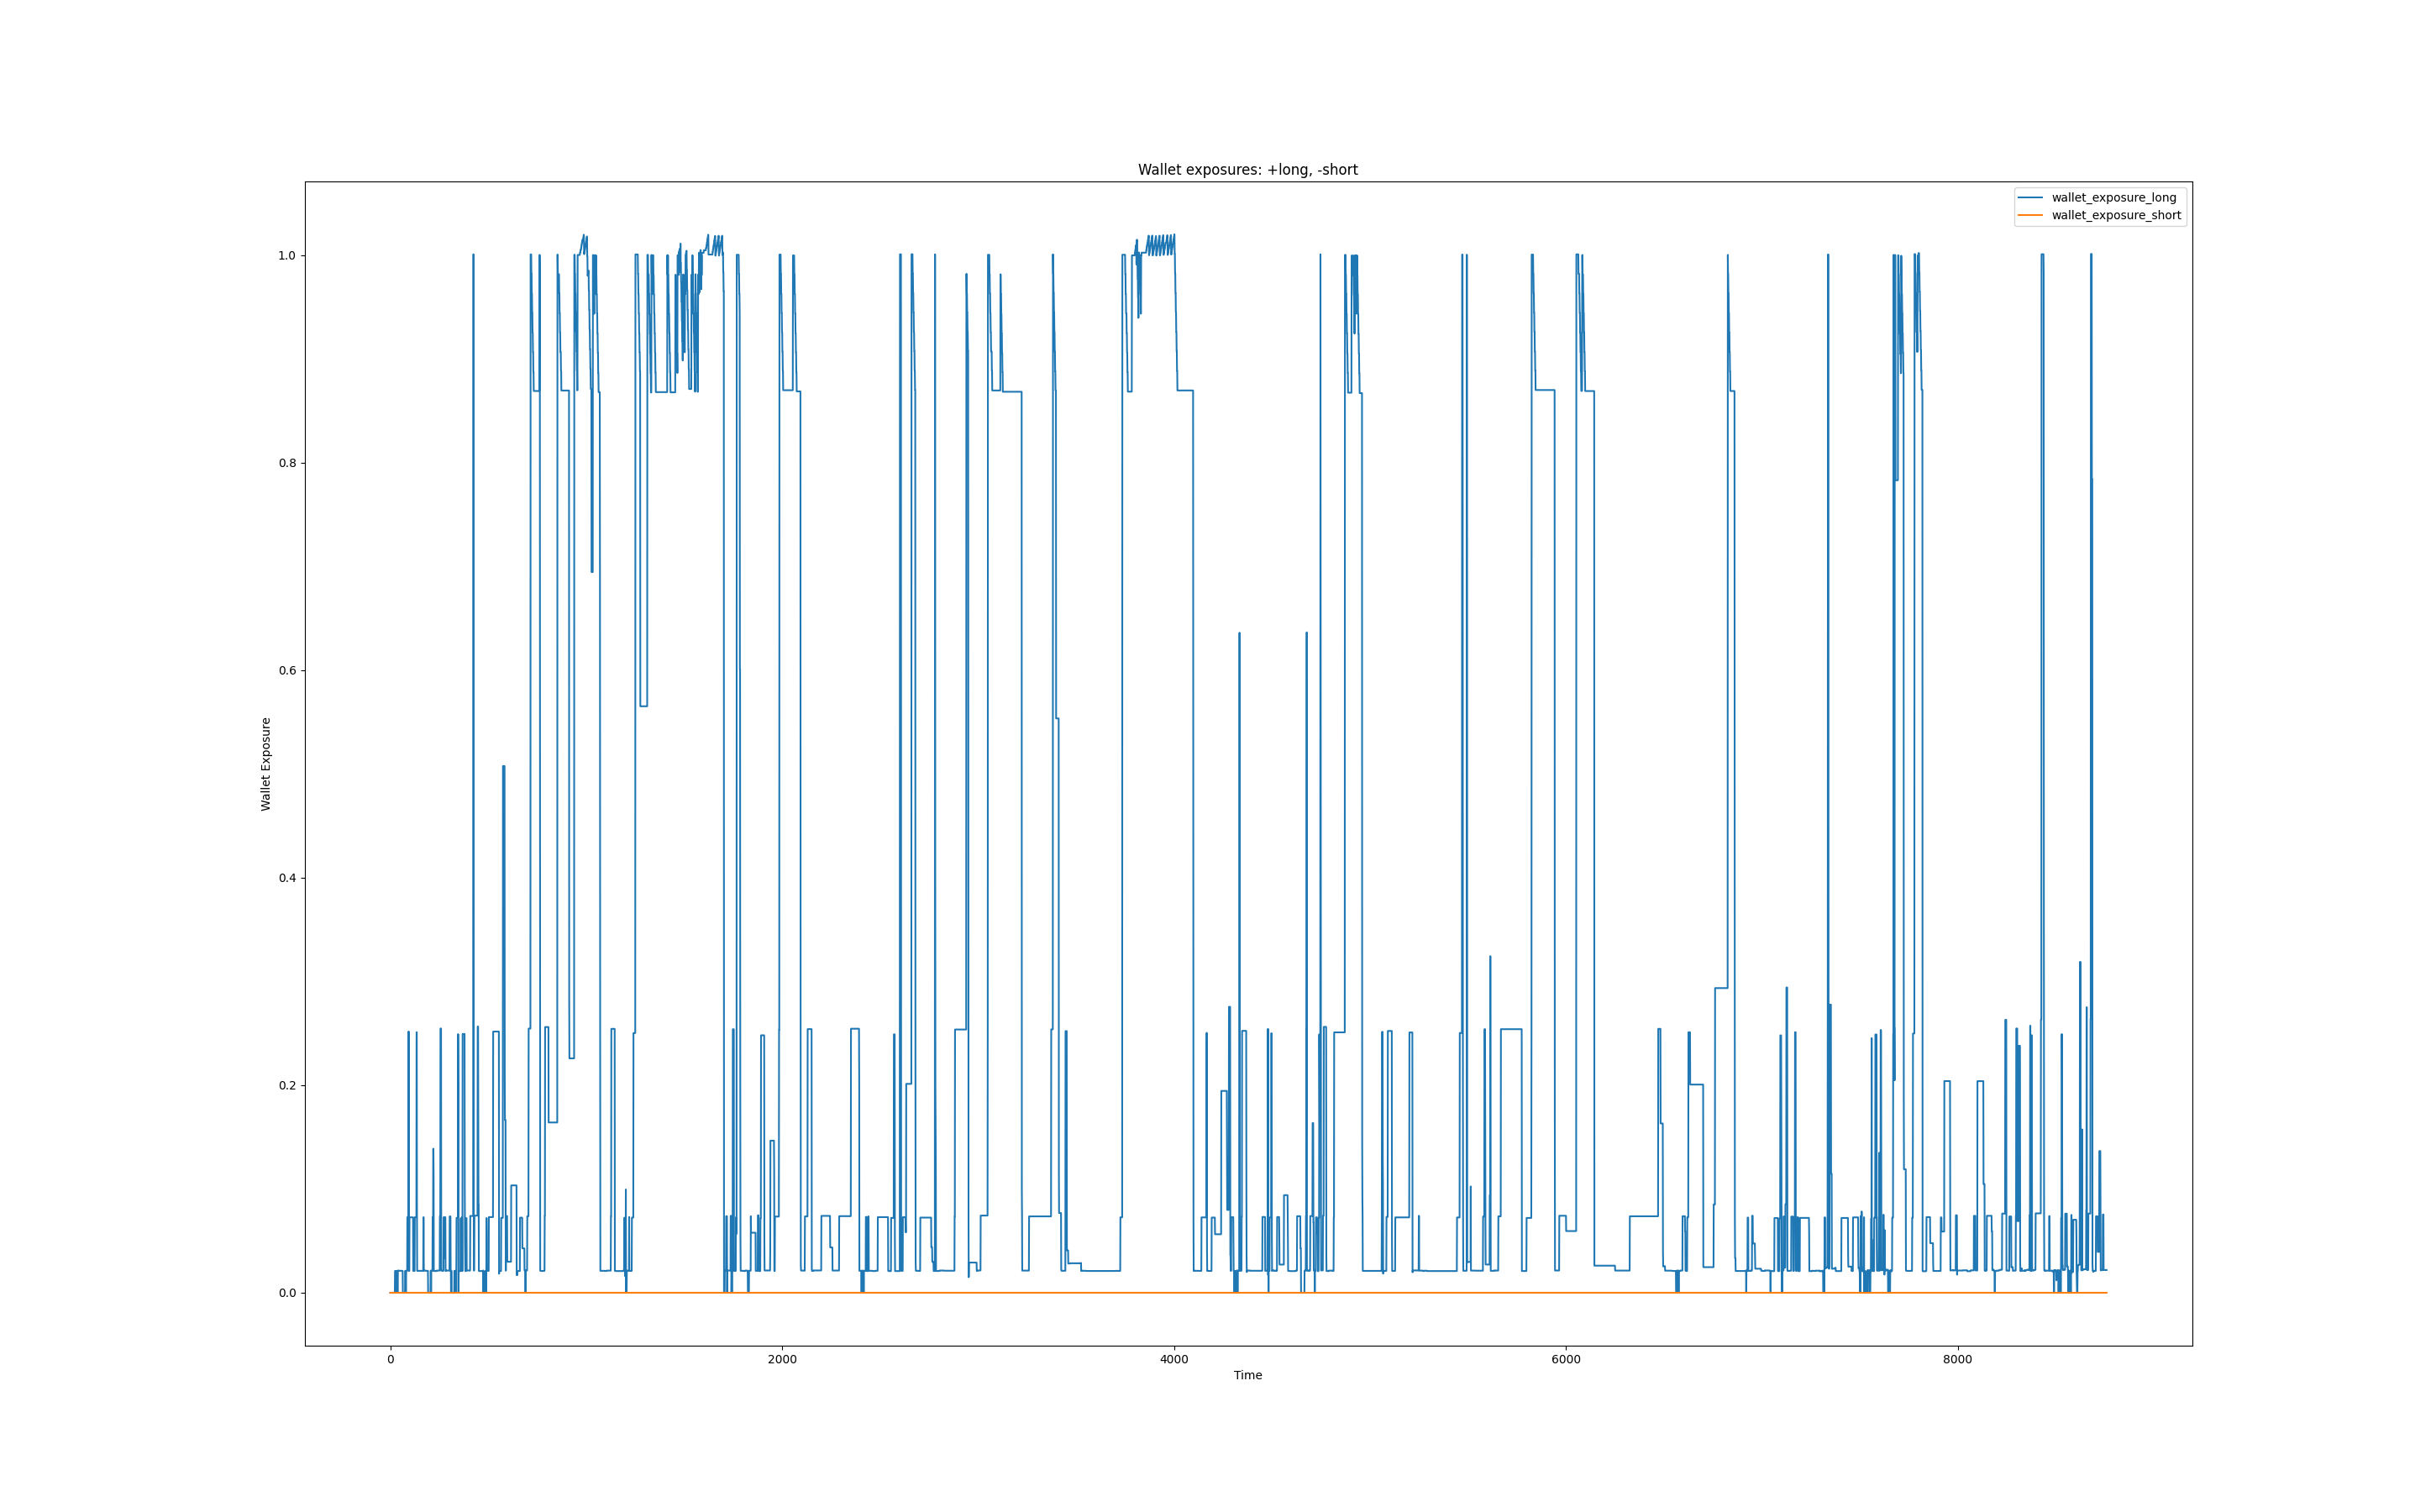 Wallet exposures: +long, -short
wallet_exposure_long
wallet_exposure_short
1.0
0.8
0.6
0.4
0.2
0.0
Wallet Exposure
0 2000 4000 6000 8000
Time